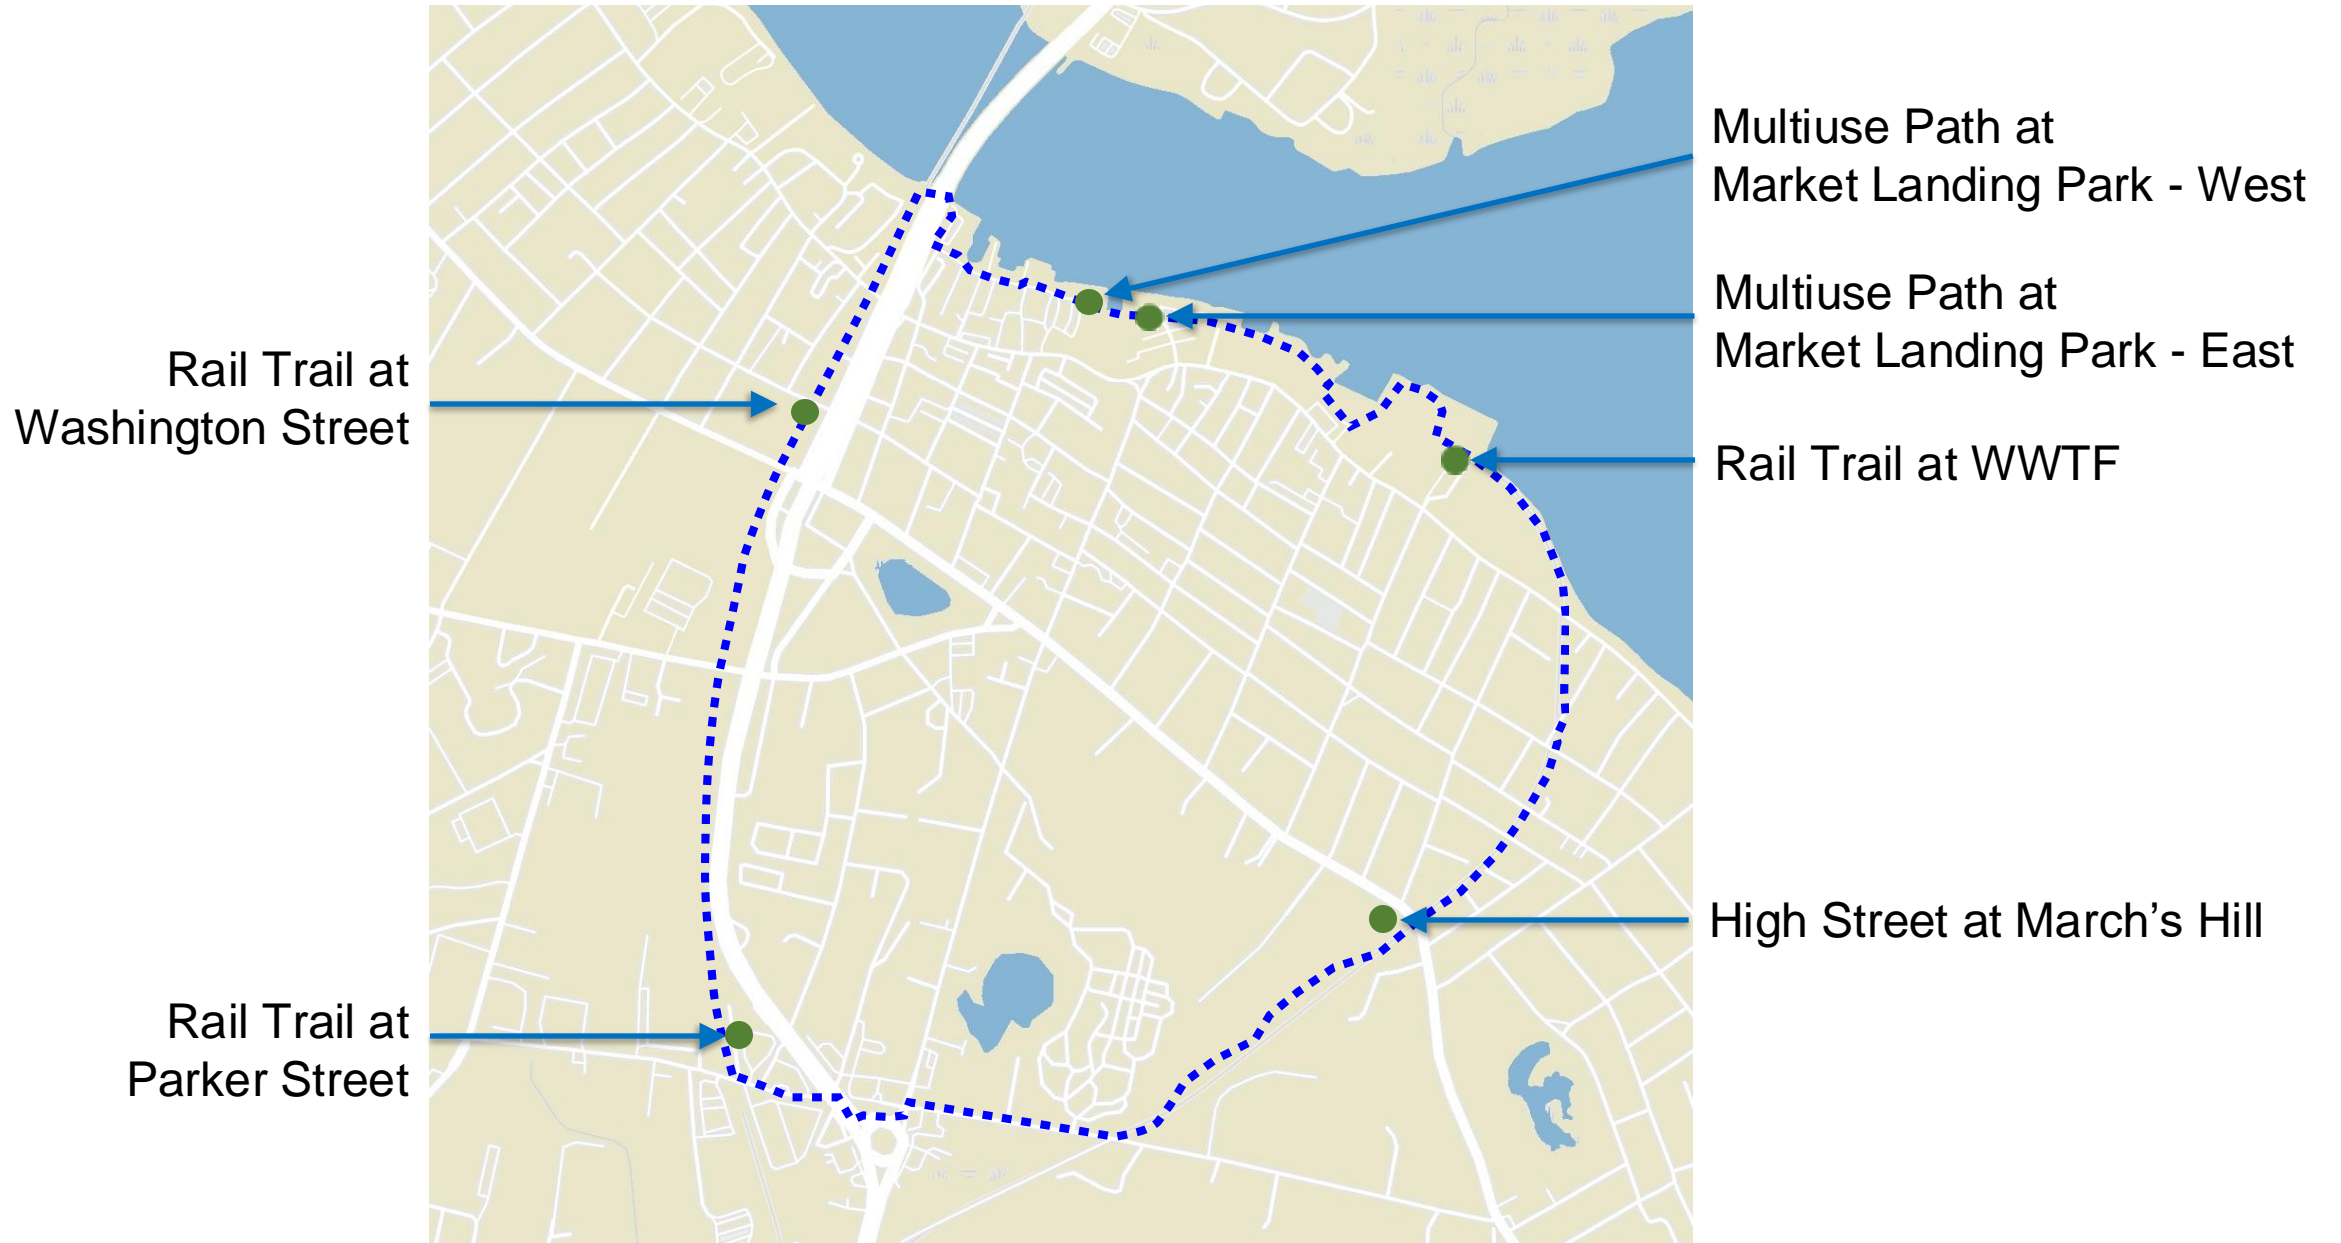 Multiuse Path at
Market Landing Park - West
Multiuse Path at
Market Landing Park - East
Rail Trail at
Washington Street
Rail Trail at WWTF
High Street at March’s Hill
Rail Trail at
Parker Street